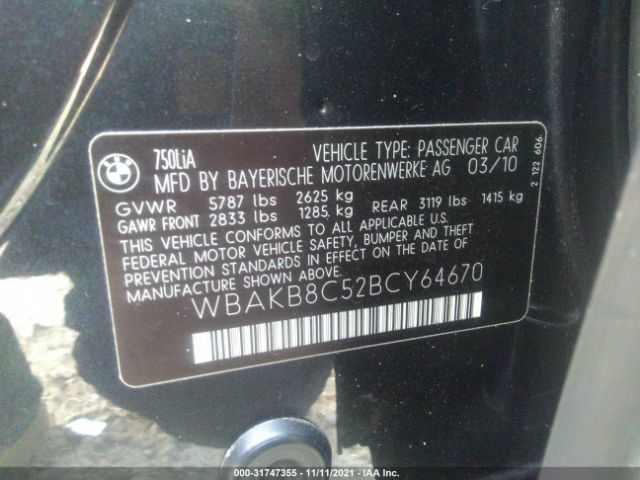 BMW
750LiA VEHICLE TYPE: PASSENGER CAR
MFD BY BAYERISCHE MOTORENWERKE AG 03/10
GVWR 5787 lbs 2625 kg
GAWR FRONT 2833 lbs 1285 kg REAR 3119 lbs 1415 kg
THIS VEHICLE CONFORMS TO ALL APPLICABLE U.S.
FEDERAL MOTOR VEHICLE SAFETY, BUMPER AND THEFT
PREVENTION STANDARDS IN EFFECT ON THE DATE OF
MANUFACTURE SHOWN ABOVE.
WBAKB8C52BCY64670
2 122 606
000-31747355 - 11/11/2021 - IAA Inc.